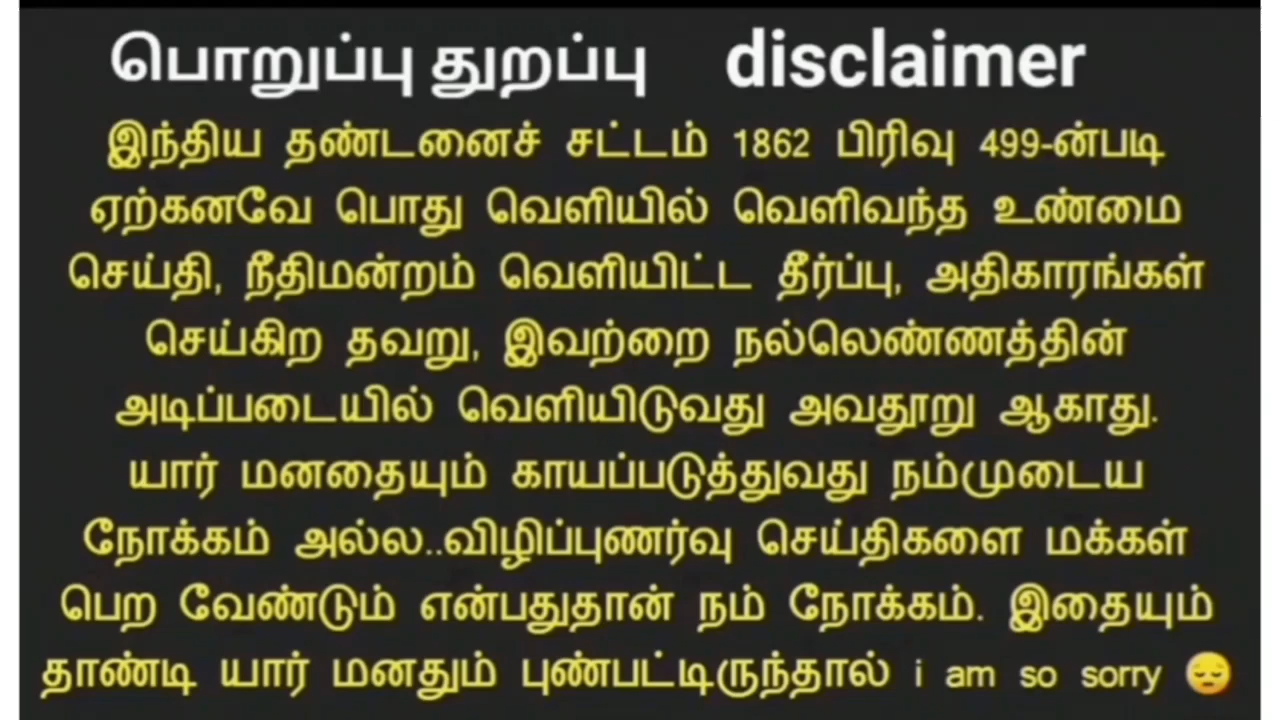 பொறுப்பு துறப்பு disclaimer
இந்திய தண்டனைச் சட்டம் 1862 பிரிவு 499-ன்படி
ஏற்கனவே பொது வெளியில் வெளிவந்த உண்மை
செய்தி, நீதிமன்றம் வெளியிட்ட தீர்ப்பு, அதிகாரங்கள்
செய்கிற தவறு, இவற்றை நல்லெண்ணத்தின்
அடிப்படையில் வெளியிடுவது அவதூறு ஆகாது.
யார் மனதையும் காயப்படுத்துவது நம்முடைய
நோக்கம் அல்ல..விழிப்புணர்வு செய்திகளை மக்கள்
பெற வேண்டும் என்பதுதான் நம் நோக்கம். இதையும்
தாண்டி யார் மனதும் புண்பட்டிருந்தால் i am so sorry 😔